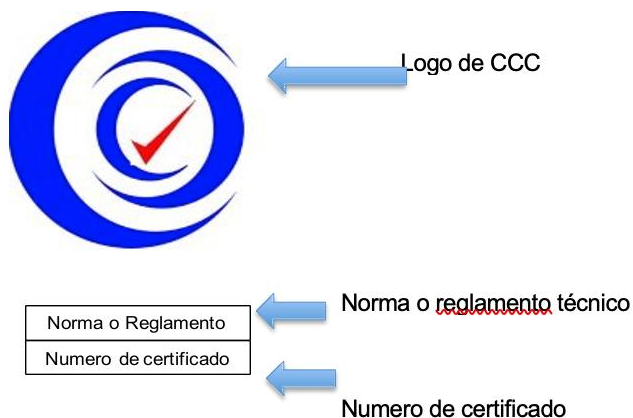 Logo de CCC
Norma o reglamento técnico
Norma o Reglamento
Numero de certificado
Numero de certificado